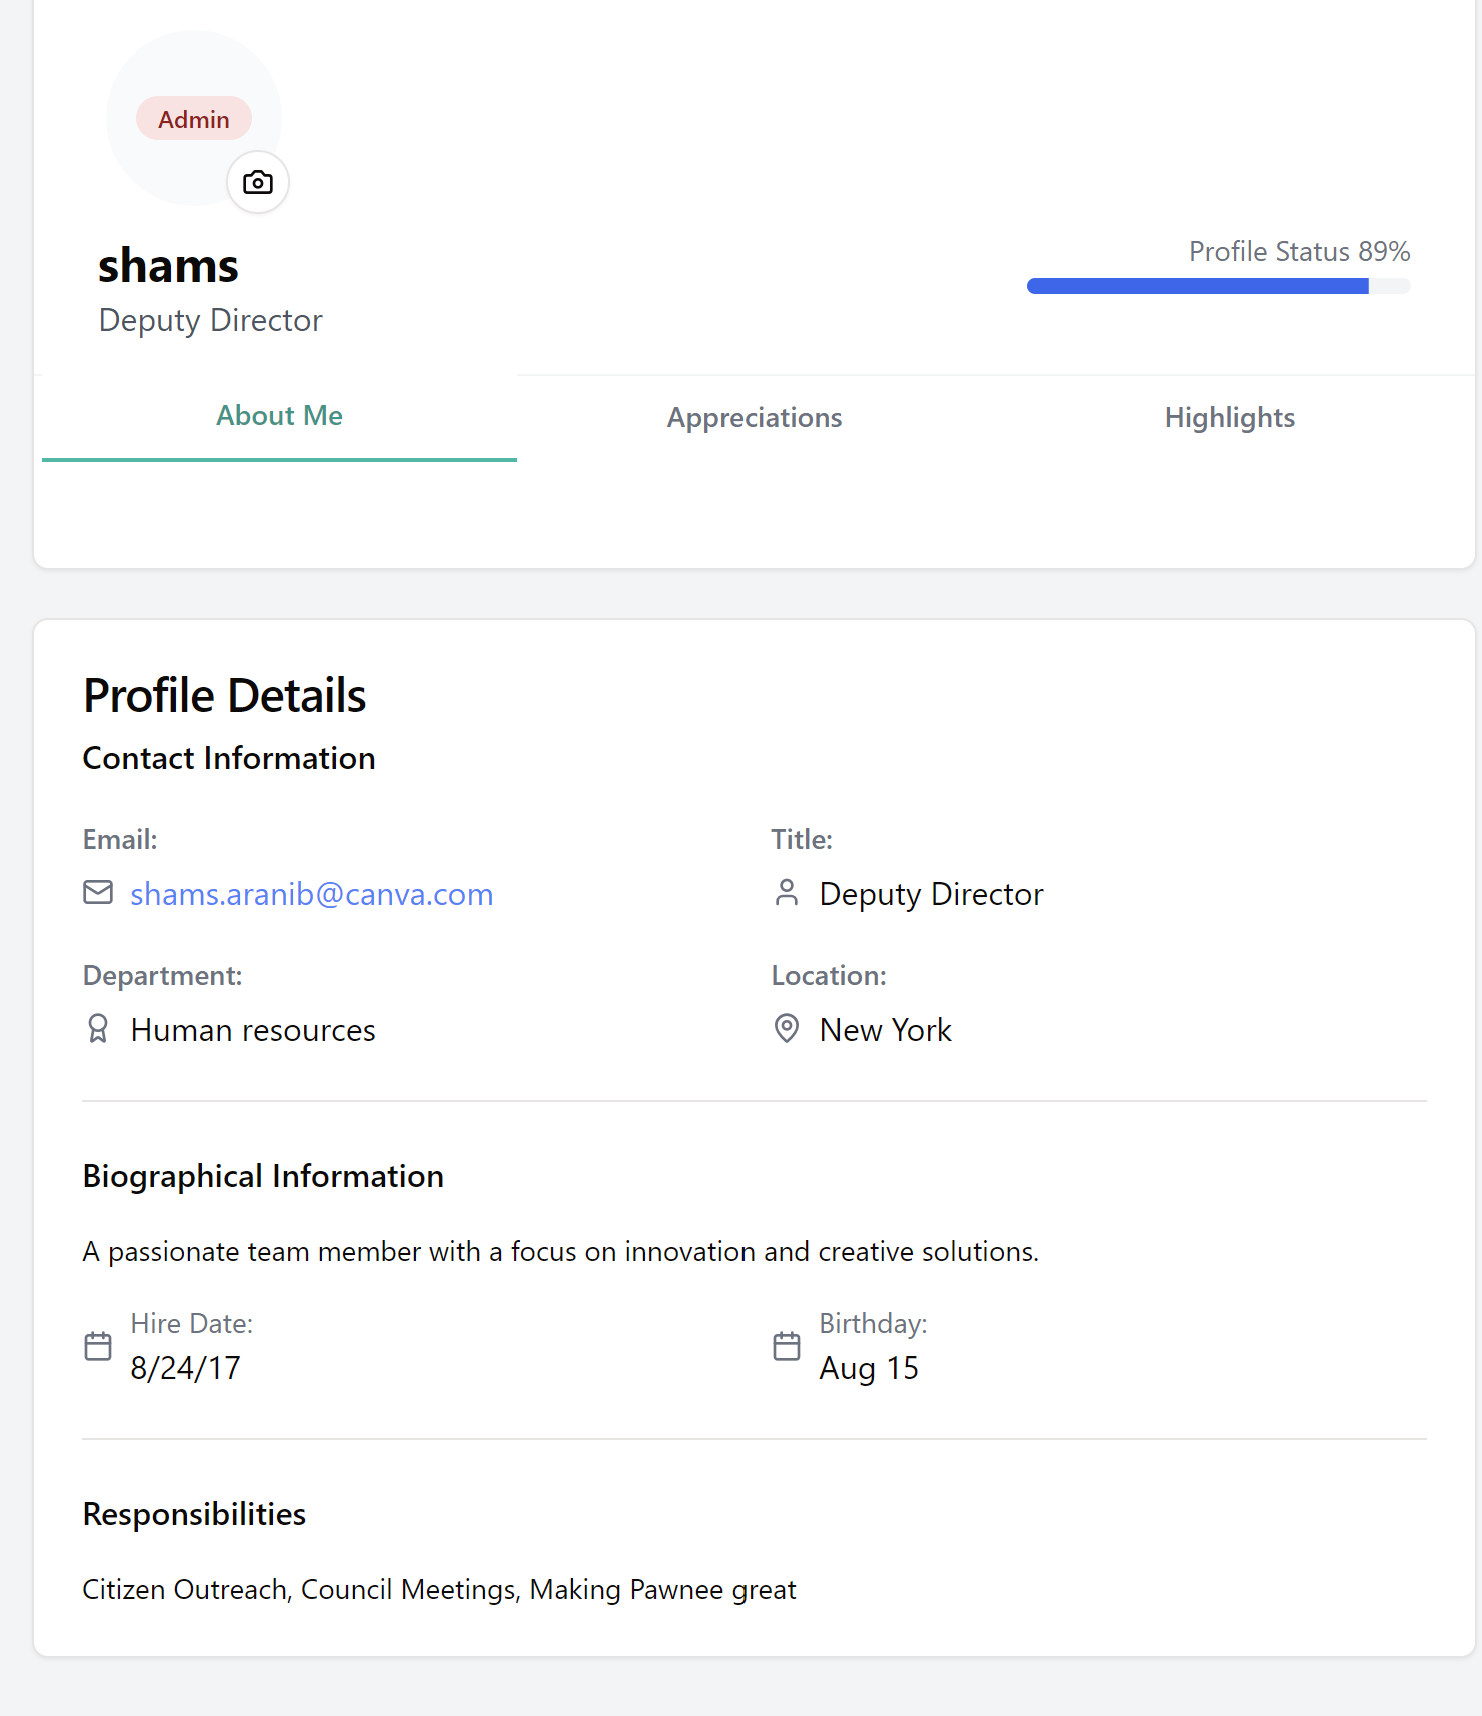 Admin
shams
Deputy Director
Profile Status 89%
About Me
Appreciations
Highlights
Profile Details
Contact Information
Email:
shams.aranib@canva.com
Title:
Deputy Director
Department:
Human resources
Location:
New York
Biographical Information
A passionate team member with a focus on innovation and creative solutions.
Hire Date:
8/24/17
Birthday:
Aug 15
Responsibilities
Citizen Outreach, Council Meetings, Making Pawnee great